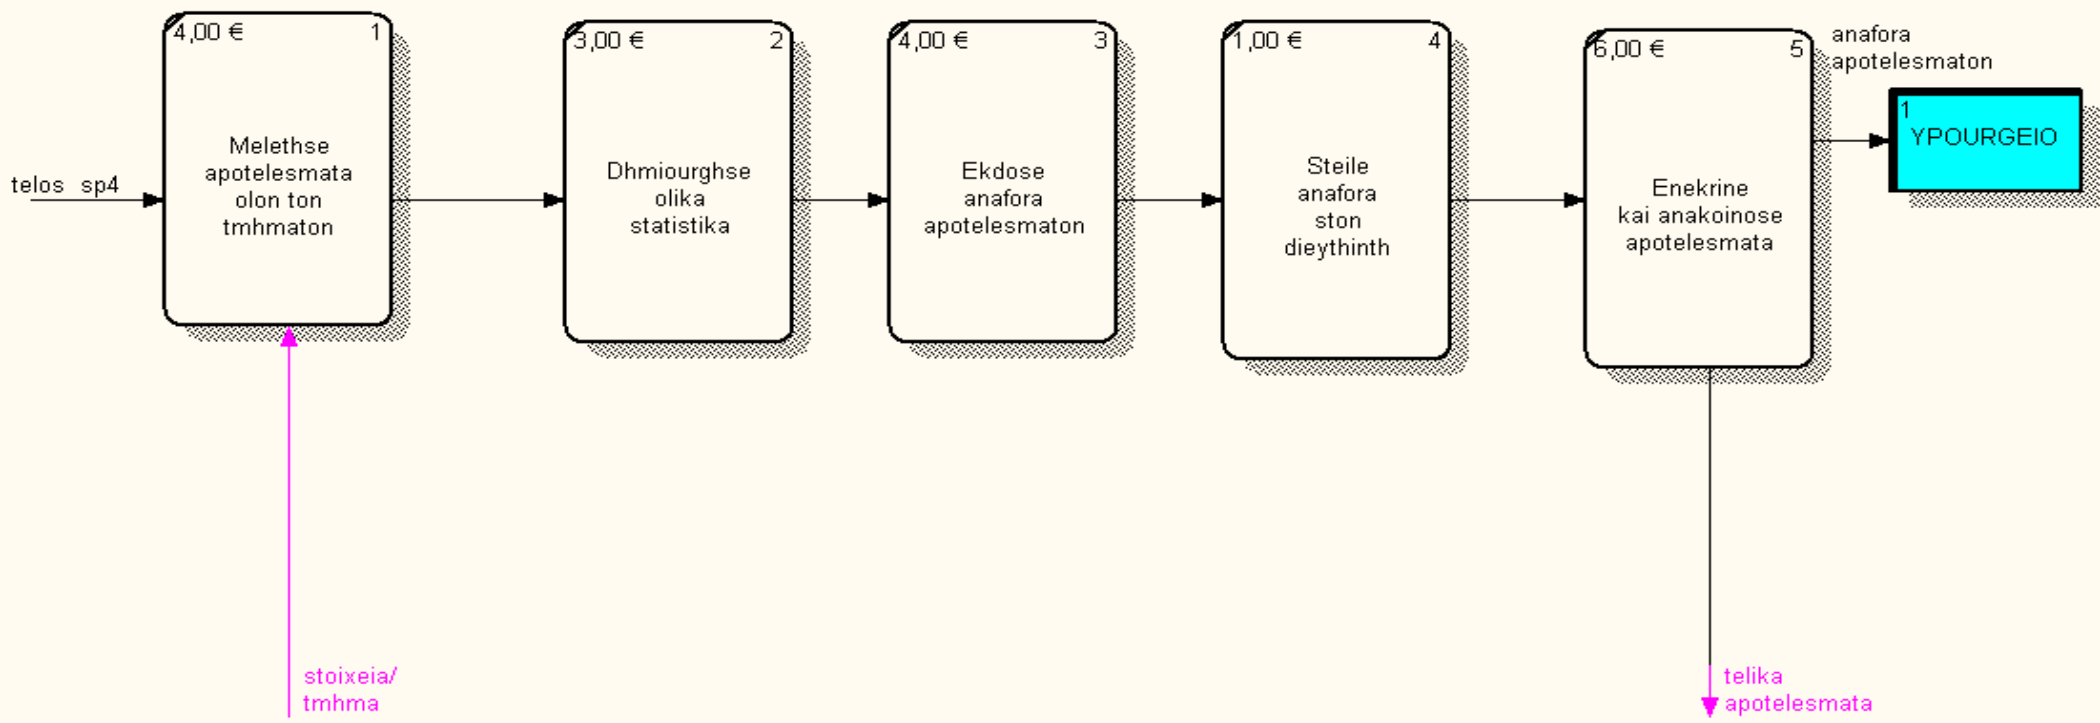 telos sp4
4,00 € 1
Melethse
apotelesmata
olon ton
tmhmaton
stoixeia/
tmhma
3,00 € 2
Dhmiourghse
olika
statistika
4,00 € 3
Ekdose
anafora
apotelesmaton
1,00 € 4
Steile
anafora
ston
dieythinth
6,00 € 5
Enekrine
kai anakoinose
apotelesmata
anafora
apotelesmaton
1
YPOURGEIO
telika
apotelesmata